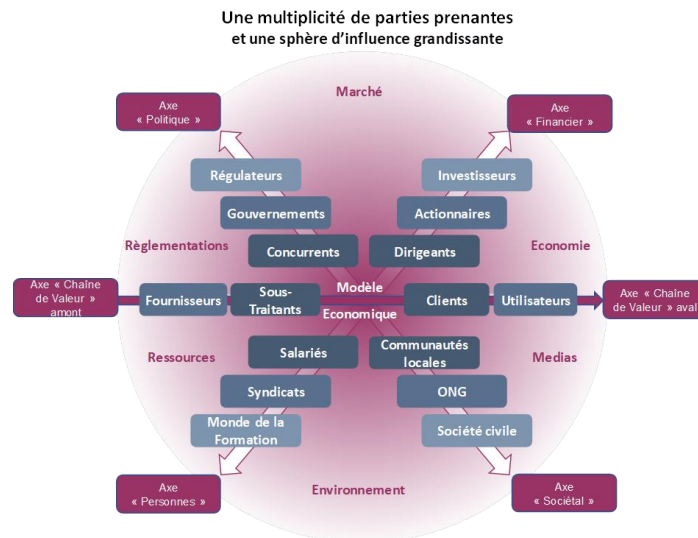 Une multiplicité de parties prenantes
et une sphère d'influence grandissante
Marché
Axe
« Politique »
Axe
« Financier »
Régulateurs
Investisseurs
Gouvernements
Actionnaires
Règlementations
Concurrents
Dirigeants
Economie
Axe « Chaîne
de Valeur »
amont
Fournisseurs
Sous-
Traitants
Modèle
Economique
Clients
Utilisateurs
Axe « Chaîne
de Valeur » aval
Ressources
Salariés
Communautés
locales
Medias
Syndicats
ONG
Monde de la
Formation
Société civile
Axe
« Personnes »
Environnement
Axe
« Sociétal »